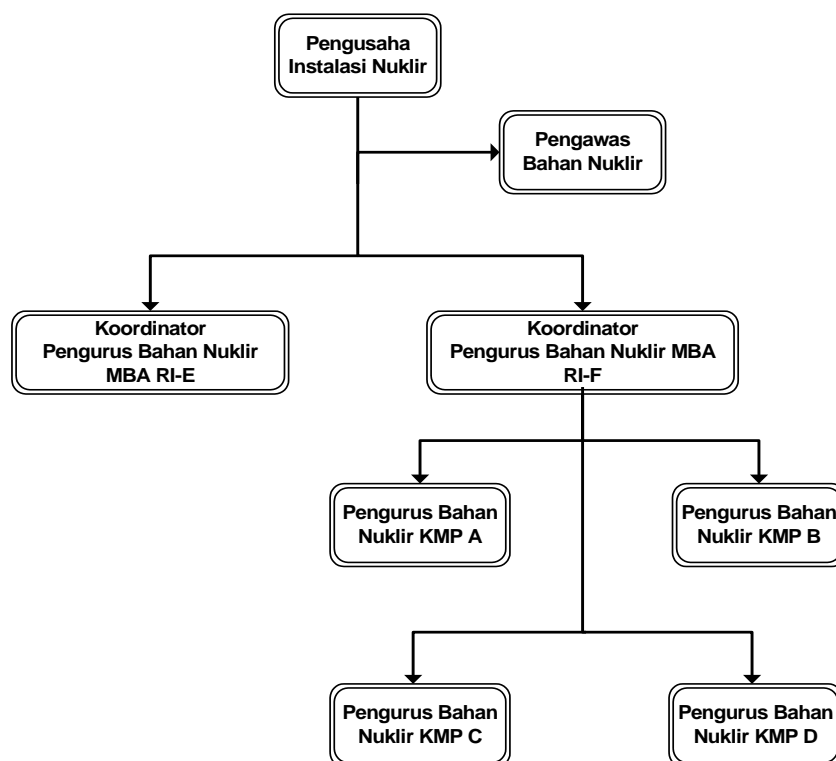 Pengusaha
Instalasi Nuklir
Pengawas
Bahan Nuklir
Koordinator
Pengurus Bahan Nuklir
MBA RI-E
Koordinator
Pengurus Bahan Nuklir MBA
RI-F
Pengurus Bahan
Nuklir KMP A
Pengurus Bahan
Nuklir KMP B
Pengurus Bahan
Nuklir KMP C
Pengurus Bahan
Nuklir KMP D